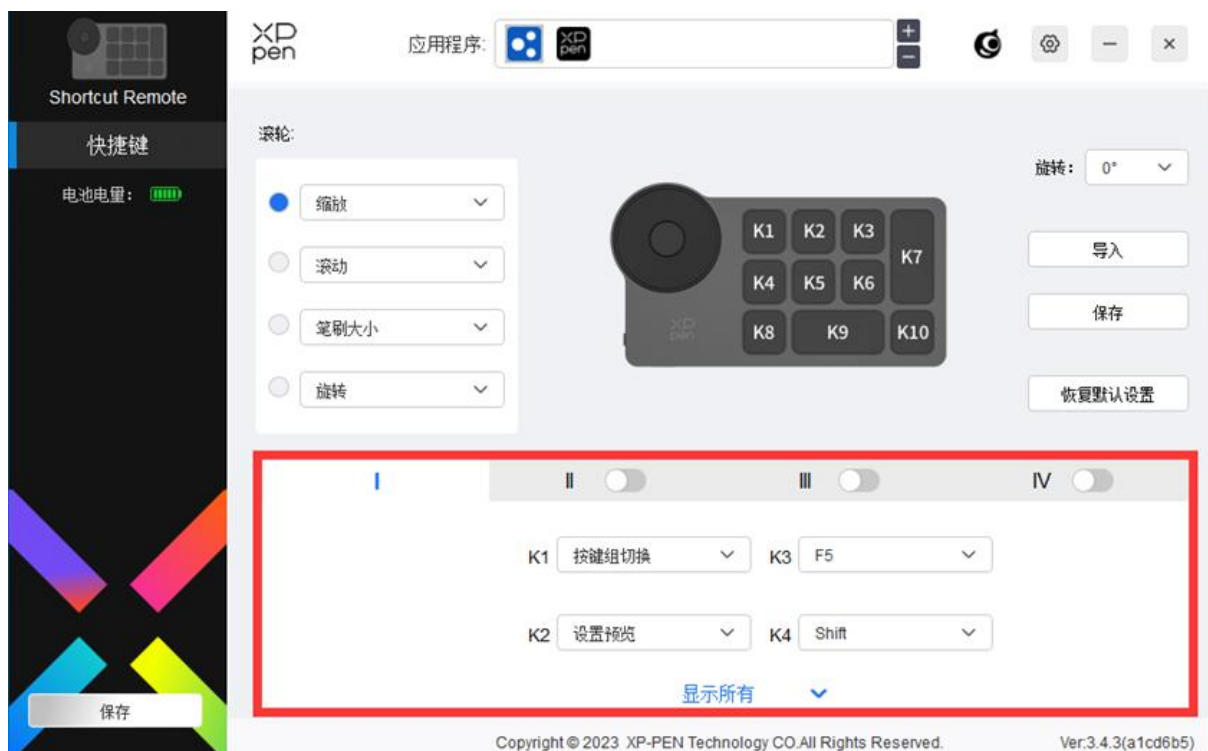 Shortcut Remote
快捷键
电池电量：
保存
XP
pen
应用程序:
XP
pen
+
−
滚轮:
缩放
滚动
笔刷大小
旋转
K1 K2 K3
K7
K4 K5 K6
K8 K9 K10
XP
pen
旋转： 0°
导入
保存
恢复默认设置
Ⅰ Ⅱ Ⅲ Ⅳ
K1 按键组切换 K3 F5
K2 设置预览 K4 Shift
显示所有
Copyright © 2023 XP-PEN Technology CO.All Rights Reserved. Ver:3.4.3(a1cd6b5)